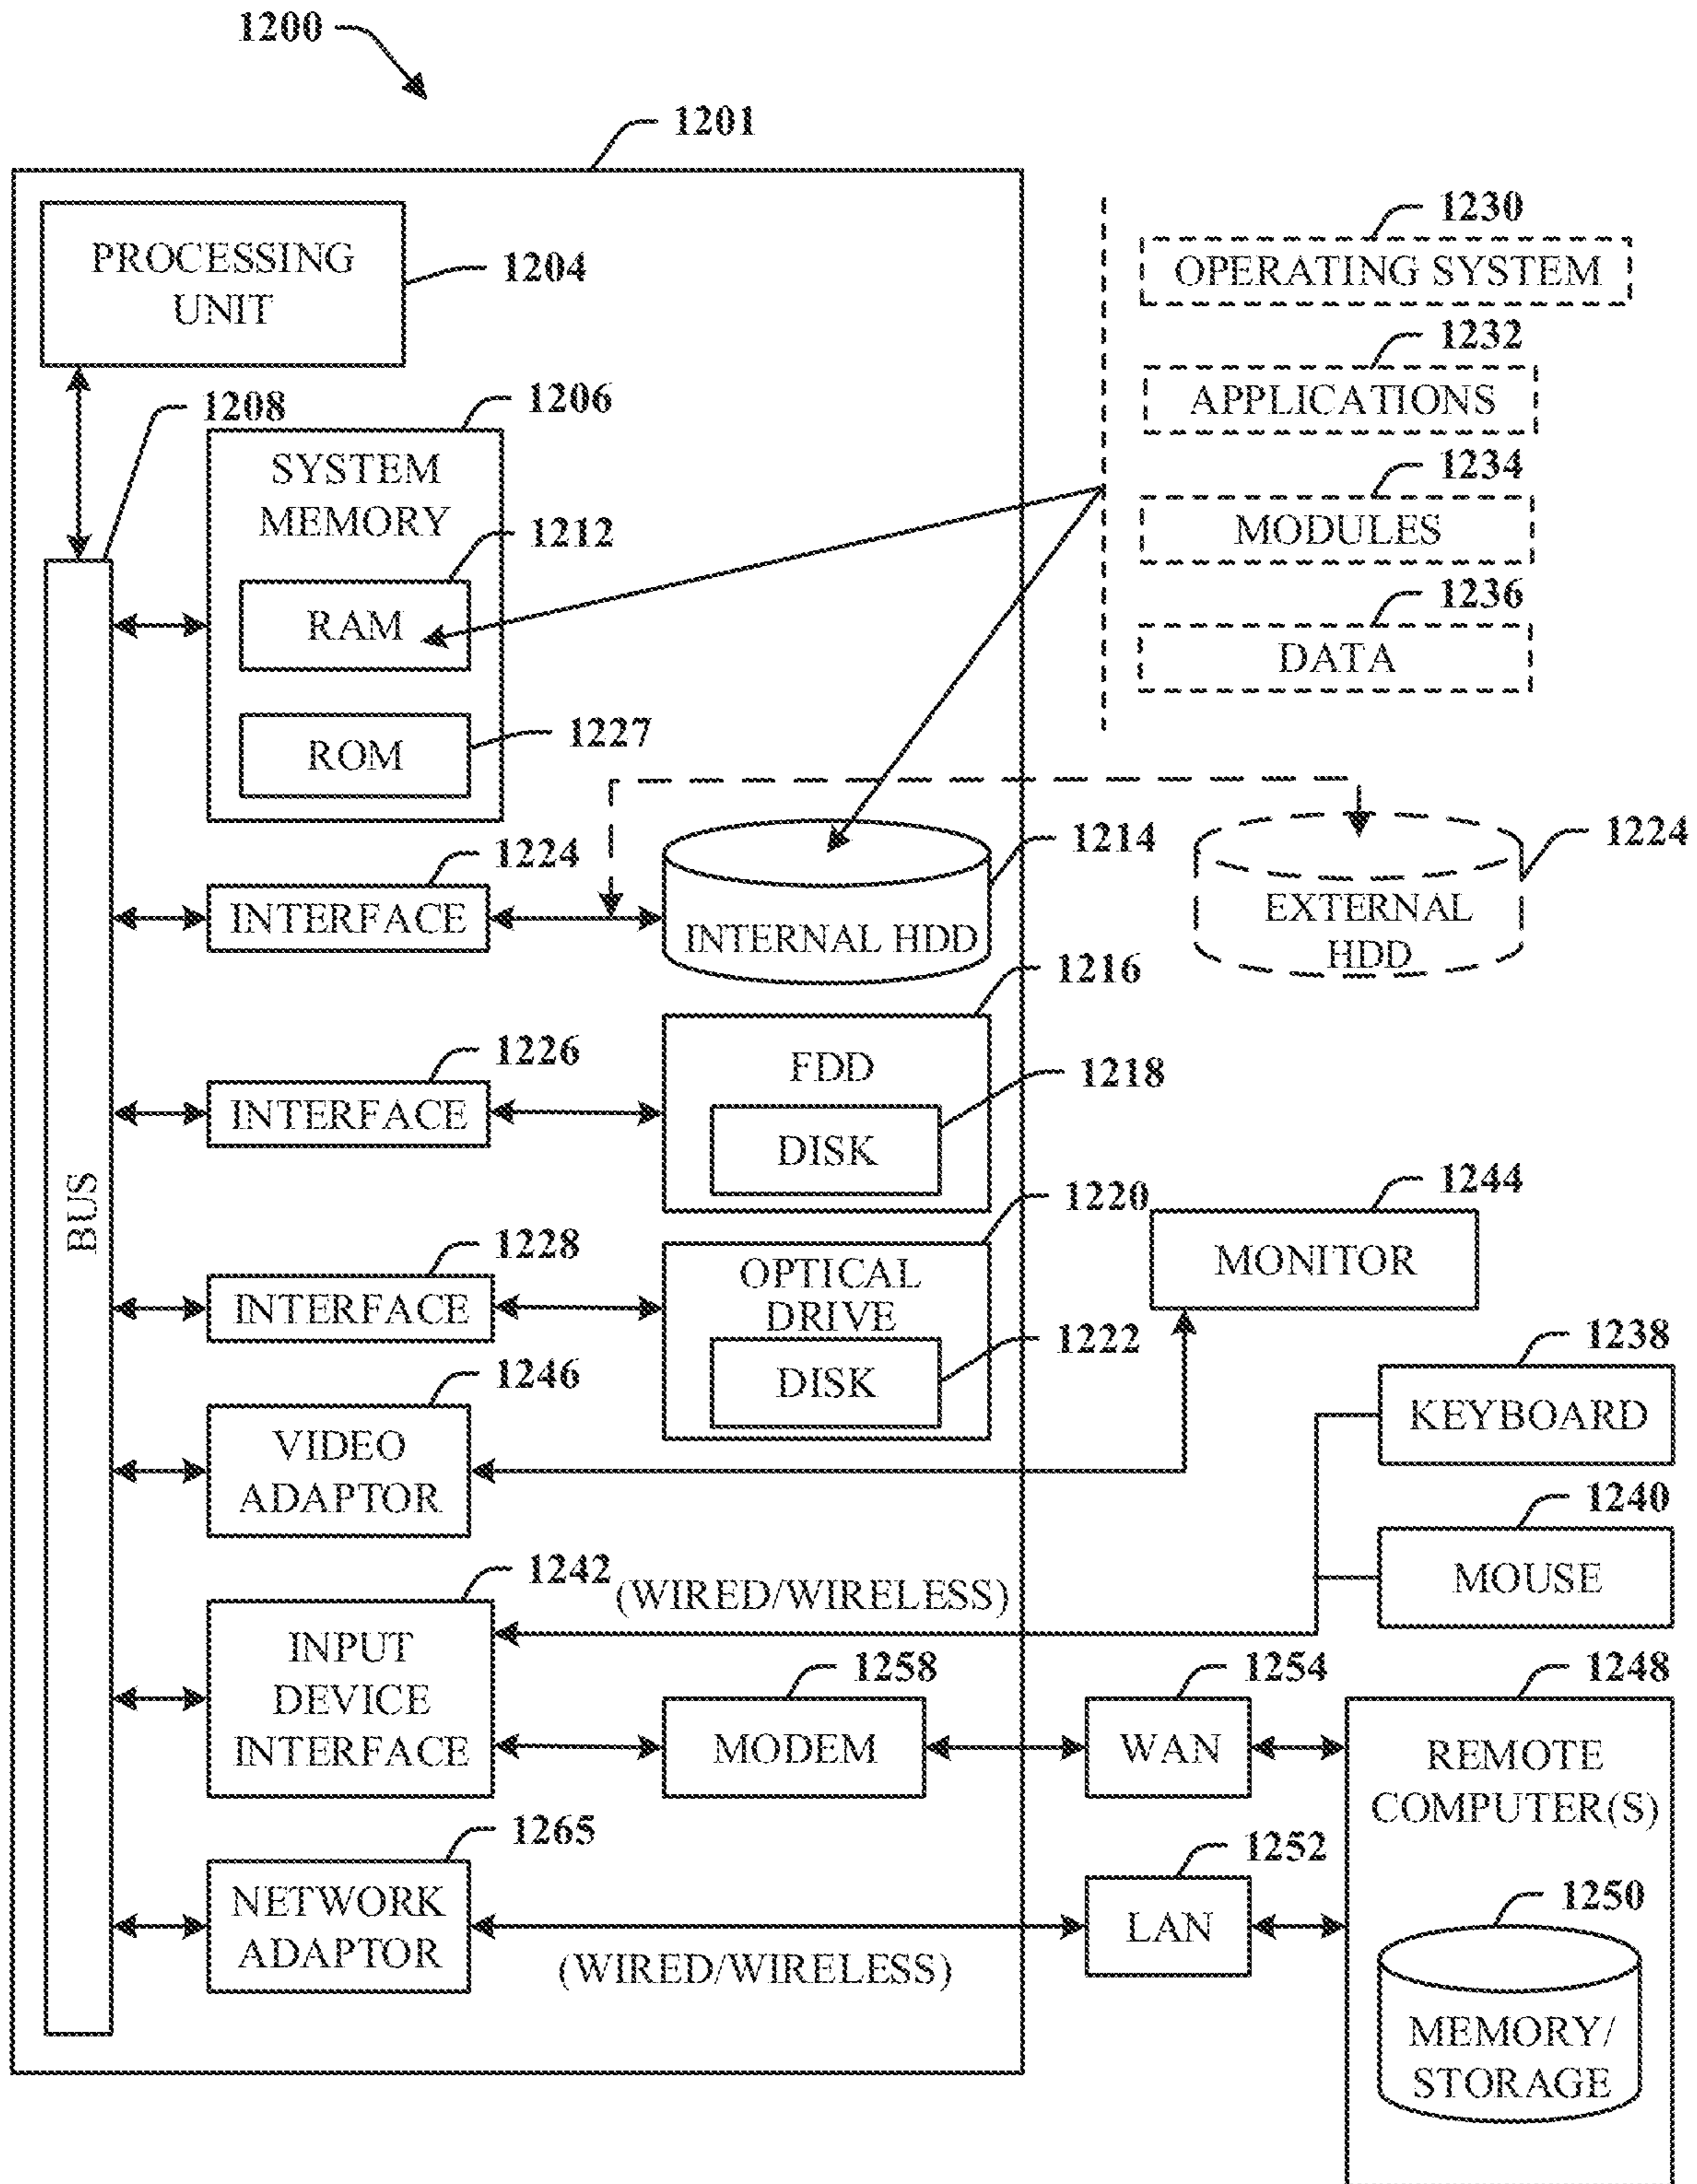 1200
1201
PROCESSING
UNIT
1204
1208
1206
SYSTEM
MEMORY
1212
RAM
ROM
1227
1230
OPERATING SYSTEM
1232
APPLICATIONS
1234
MODULES
1236
DATA
BUS
1224
INTERFACE
1214
INTERNAL HDD
1224
EXTERNAL
HDD
1226
INTERFACE
1216
FDD
1218
DISK
1228
INTERFACE
1220
OPTICAL
DRIVE
1222
DISK
1244
MONITOR
1246
VIDEO
ADAPTOR
1238
KEYBOARD
1240
MOUSE
1242
(WIRED/WIRELESS)
INPUT
DEVICE
INTERFACE
1258
MODEM
1254
WAN
1248
REMOTE
COMPUTER(S)
1265
NETWORK
ADAPTOR
(WIRED/WIRELESS)
1252
LAN
1250
MEMORY/
STORAGE